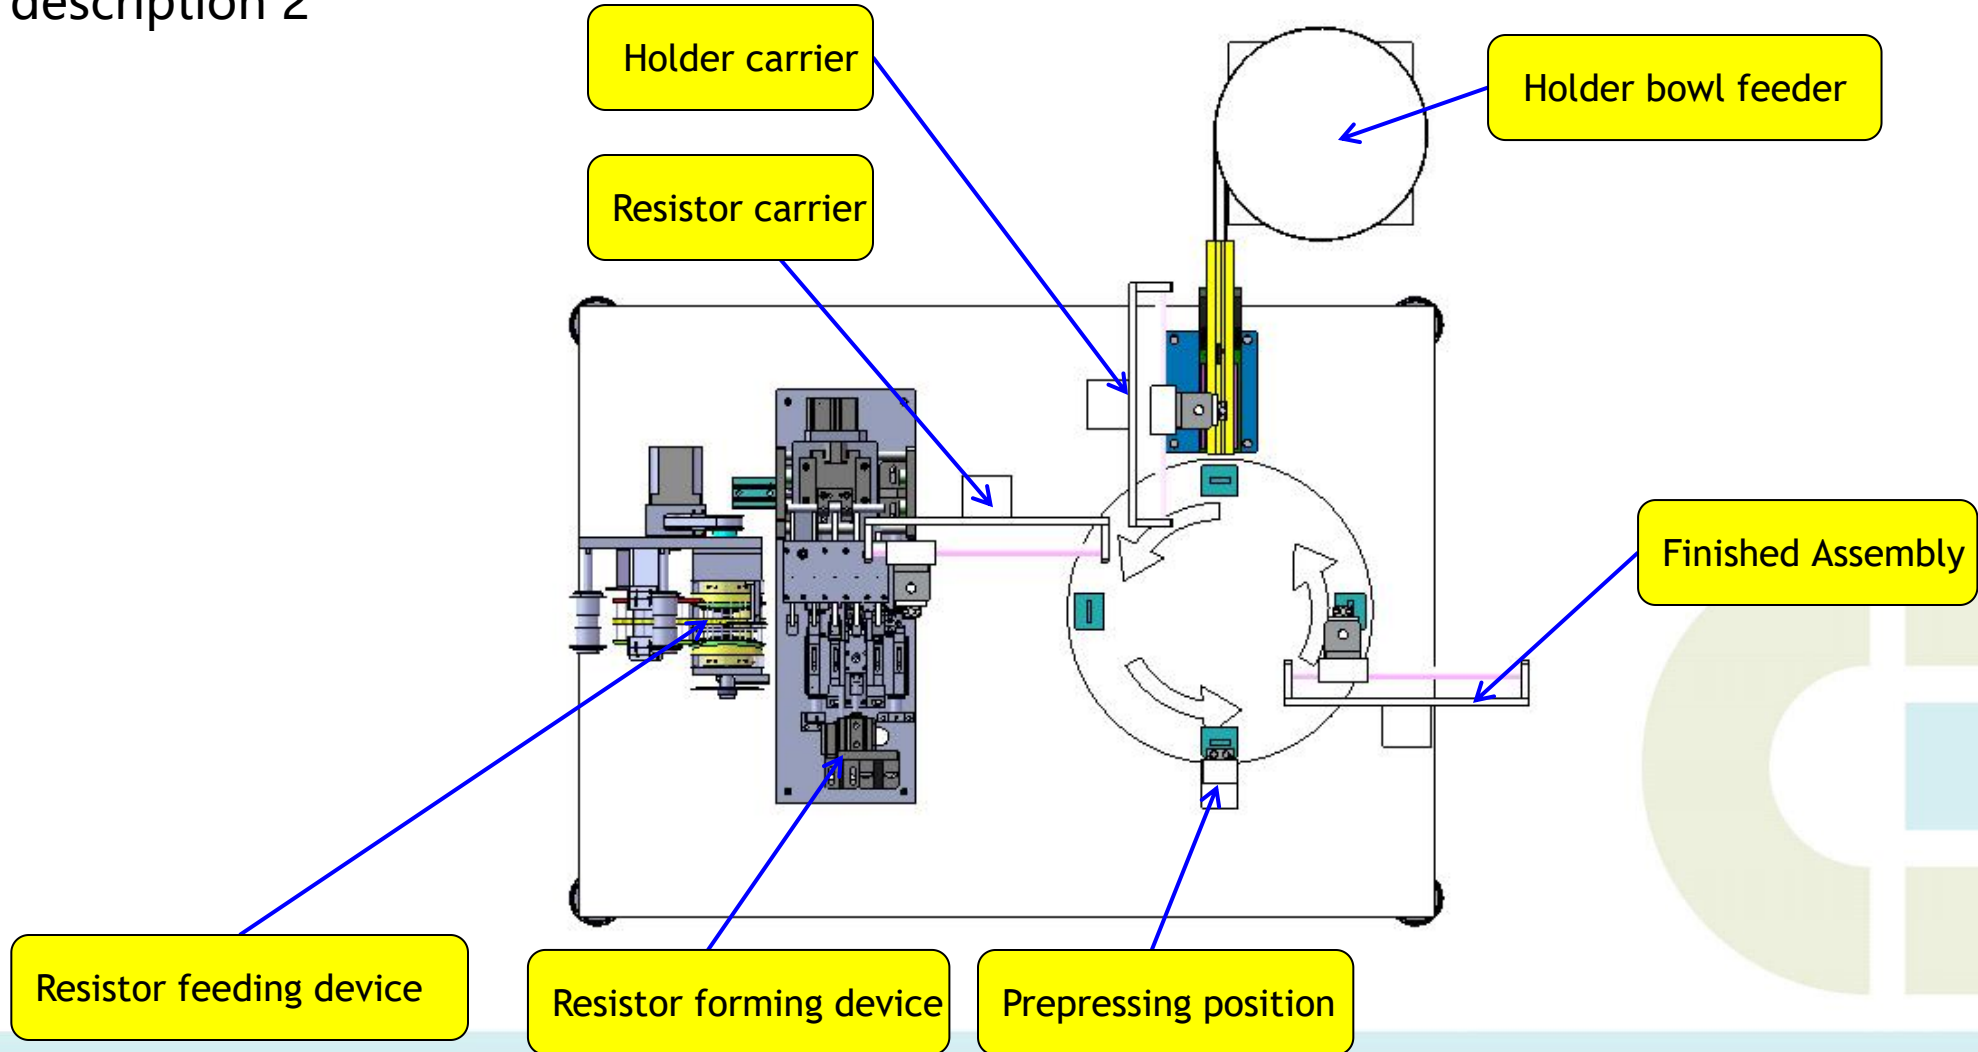 description 2
Holder carrier
Holder bowl feeder
Resistor carrier
Finished Assembly
Resistor feeding device
Resistor forming device
Prepressing position